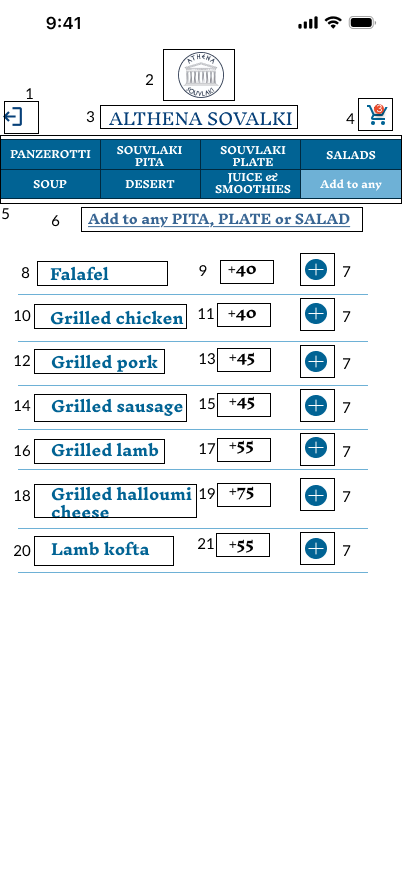 9:41
1
2
ATHENA
SOUVLAKI
3 ALTHENA SOVALKI 4
3
PANZEROTTI
SOUVLAKI
PITA
SOUVLAKI
PLATE
SALADS
SOUP
DESERT
JUICE &
SMOOTHIES
Add to any
5
6 Add to any PITA, PLATE or SALAD
8 Falafel 9 +40 7
10 Grilled chicken 11 +40 7
12 Grilled pork 13 +45 7
14 Grilled sausage 15 +45 7
16 Grilled lamb 17 +55 7
18 Grilled halloumi 19 +75 7
cheese
20 Lamb kofta 21 +55 7